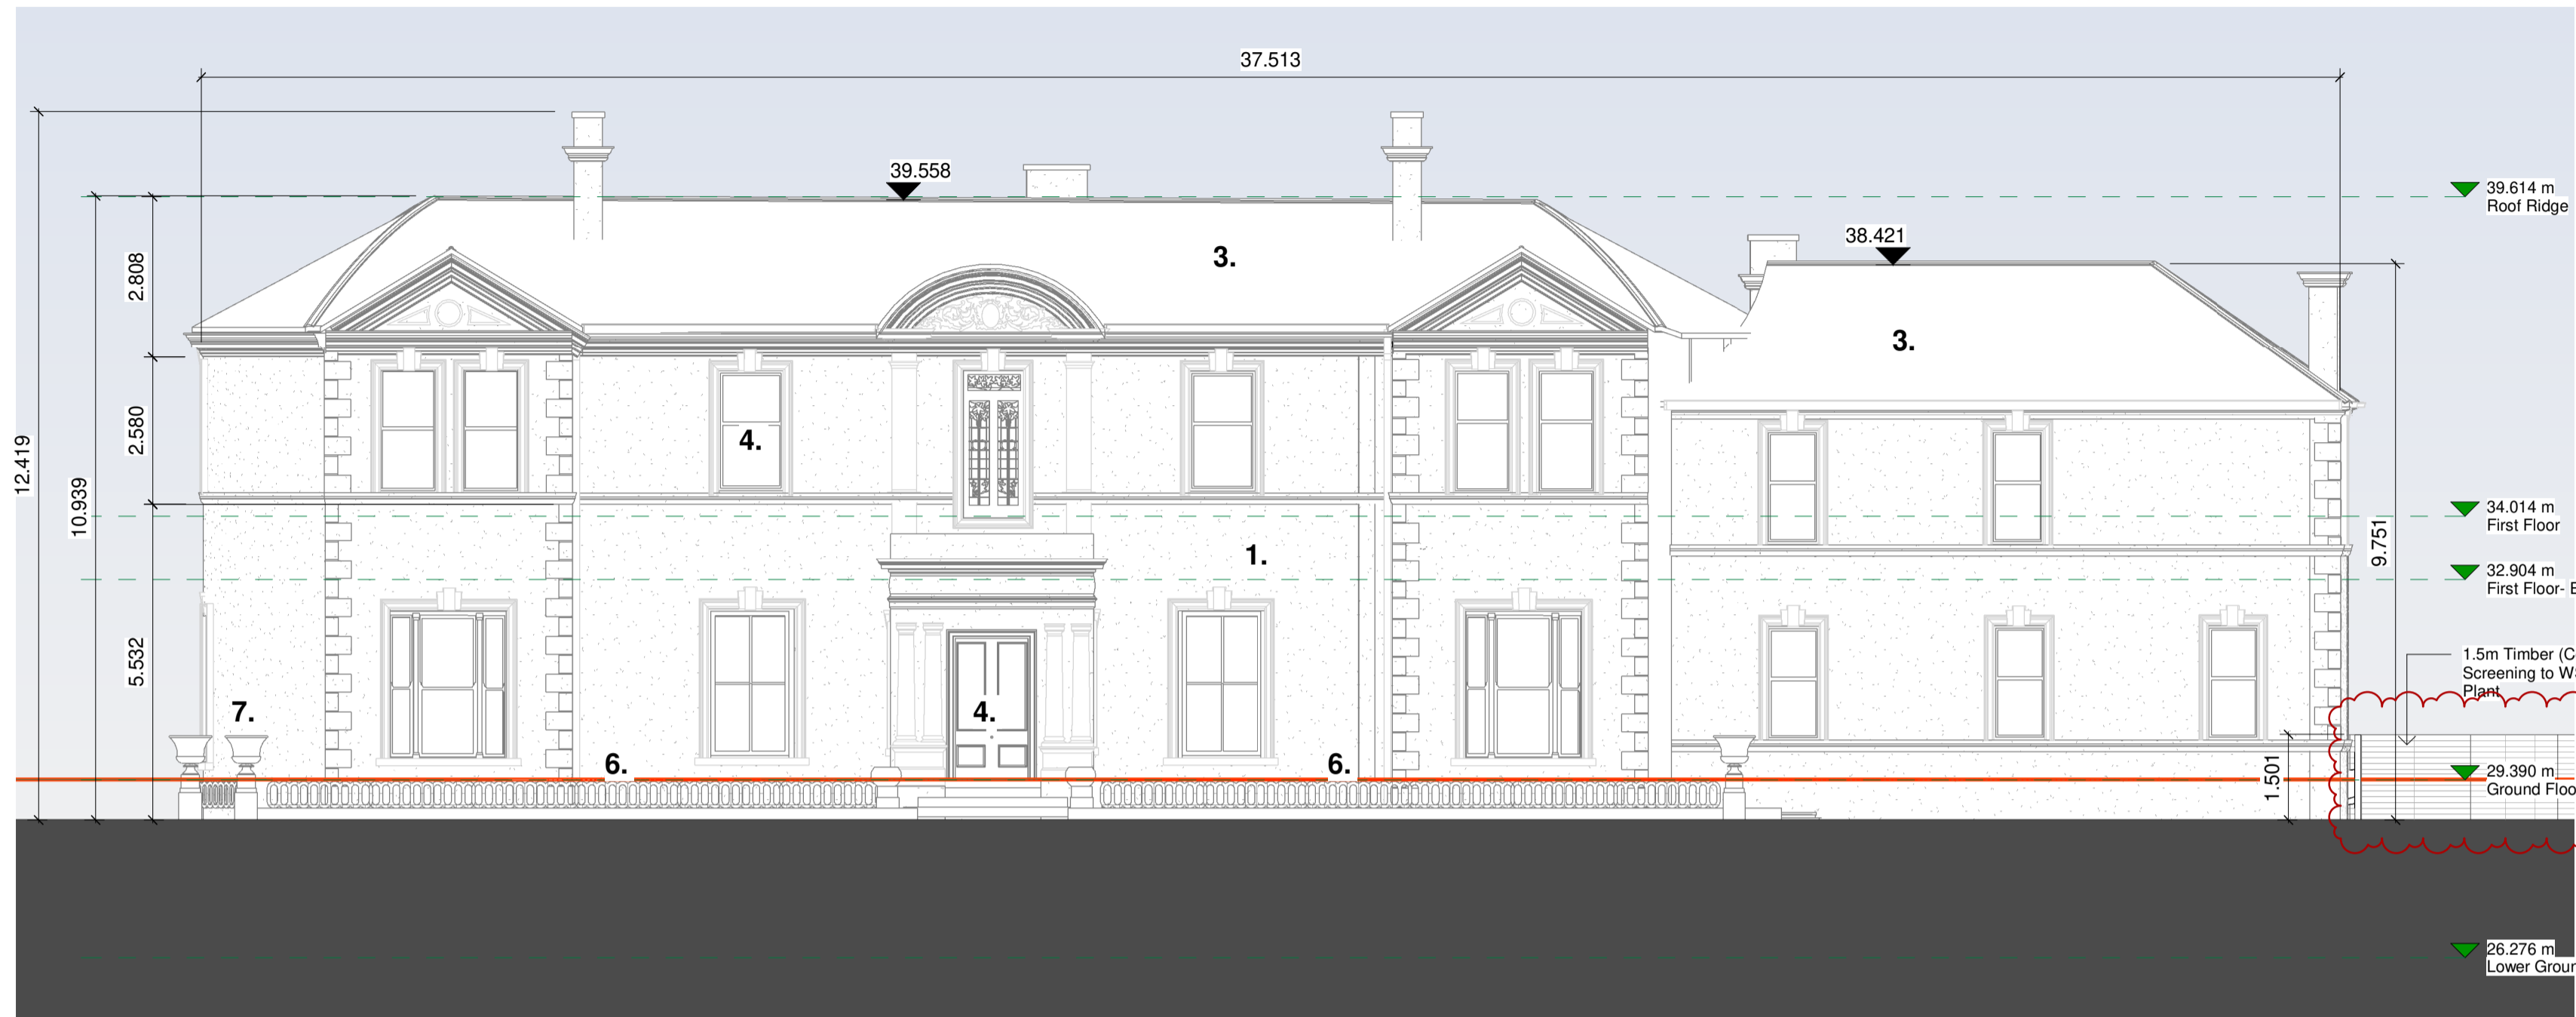 37.513
39.558
39.614 m
Roof Ridge
38.421
3.
2.808
3.
4.
2.580
12.419
10.939
34.014 m
First Floor
9.751
1.
32.904 m
First Floor-
5.532
1.5m Timber
Screening to
Plant
7.
4.
6.
6.
1.501
29.390 m
Ground
26.276 m
Lower